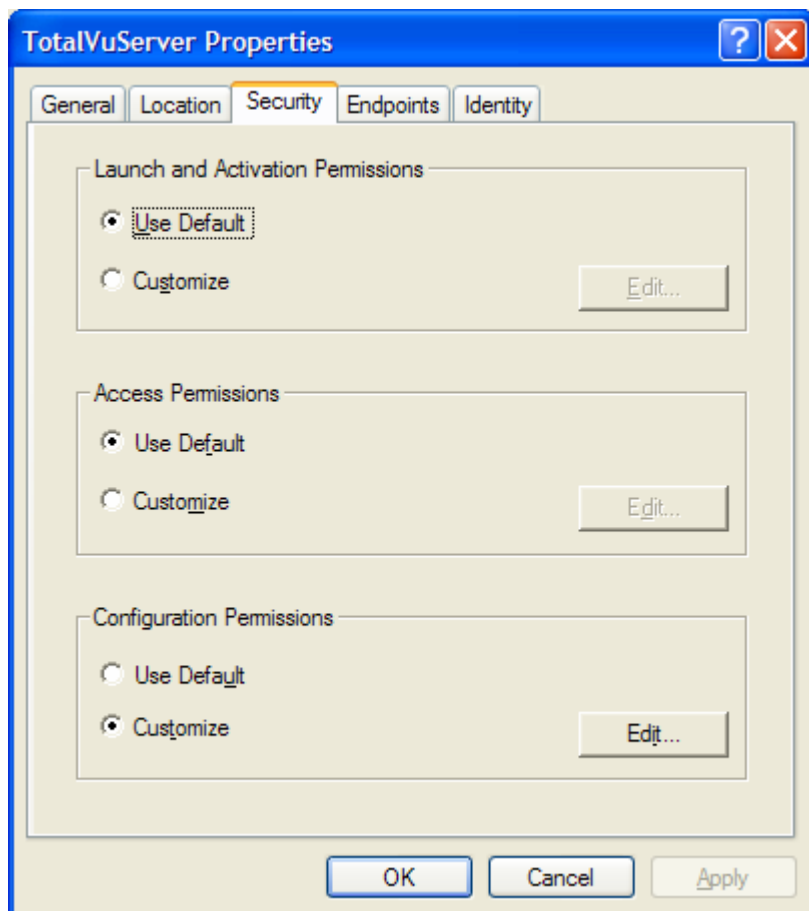 TotalVuServer Properties
General Location Security Endpoints Identity
Launch and Activation Permissions
Use Default
Customize
Edit...
Access Permissions
Use Default
Customize
Edit...
Configuration Permissions
Use Default
Customize
Edit...
OK Cancel Apply